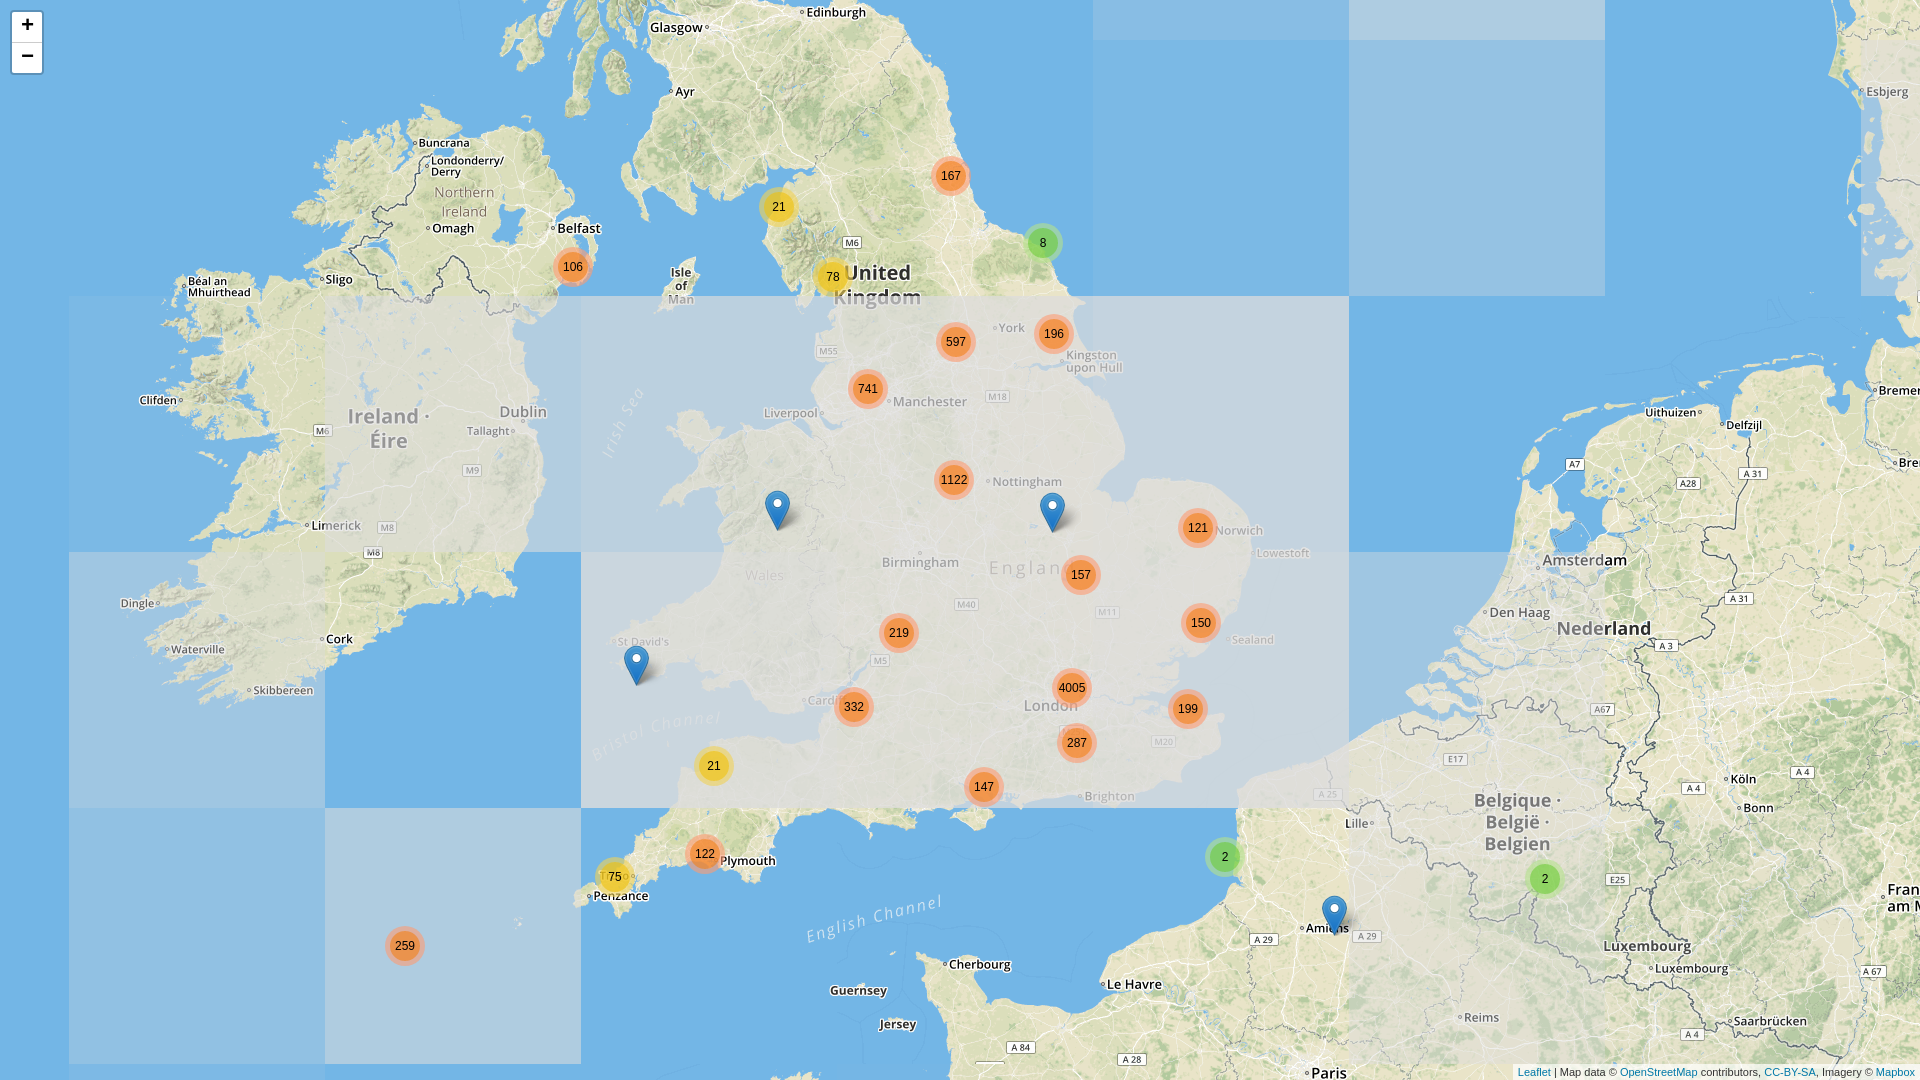 +
−
Edinburgh
Glasgow
Ayr
Esbjerg
Buncrana
Londonderry/
Derry
Northern
Ireland
Omagh
Belfast
167
21
8
M6
106
78
United
Kingdom
Isle
of
Man
Sligo
Béal an
Mhuirthead
597
York
196
M55
Kingston
upon Hull
741
Manchester
M18
Liverpool
Irish Sea
Clifden
Ireland ·
Éire
Dublin
Tallaght
M6
M9
Uithuizen
Delfzijl
A7
A 31
A28
1122
Nottingham
121
Norwich
Lowestoft
Limerick
M8
M8
Birmingham
Wales
157
Amsterdam
Dingle
M40
M11
A 31
Den Haag
Nederland
219
150
Sealand
Cork
St David's
Waterville
M5
A 3
Skibbereen
4005
London
Cardiff
332
199
A67
Bristol Channel
287
M20
E17
21
147
Brighton
A 25
Köln
A 4
A 4
Bonn
Belgique ·
België ·
Belgien
Lille
122
Plymouth
2
2
E25
75
Penzance
English Channel
Amiens
A 29
A 29
259
Luxembourg
Luxembourg
A 67
Cherbourg
Le Havre
Guernsey
Jersey
Reims
Saarbrücken
A 4
A 84
A 28
Paris
Leaflet | Map data © OpenStreetMap contributors, CC-BY-SA, Imagery © Mapbox